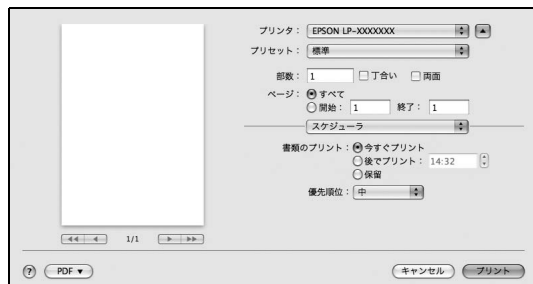 プリンタ： EPSON LP-XXXXXXX
プリセット： 標準
部数： 1 丁合い 両面
ページ： すべて
開始： 1 終了： 1
スケジューラ
書類のプリント： 今すぐプリント
後でプリント： 14:32
保留
優先順位： 中
1/1
? PDF▼ キャンセル プリント